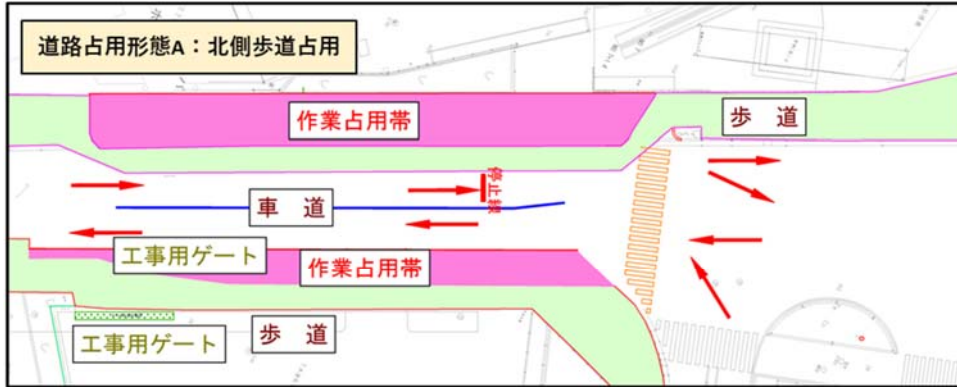 道路占用形態A：北側歩道占用
作業占用帯
歩　道
停止線
車　道
工事用ゲート
作業占用帯
工事用ゲート
歩　道